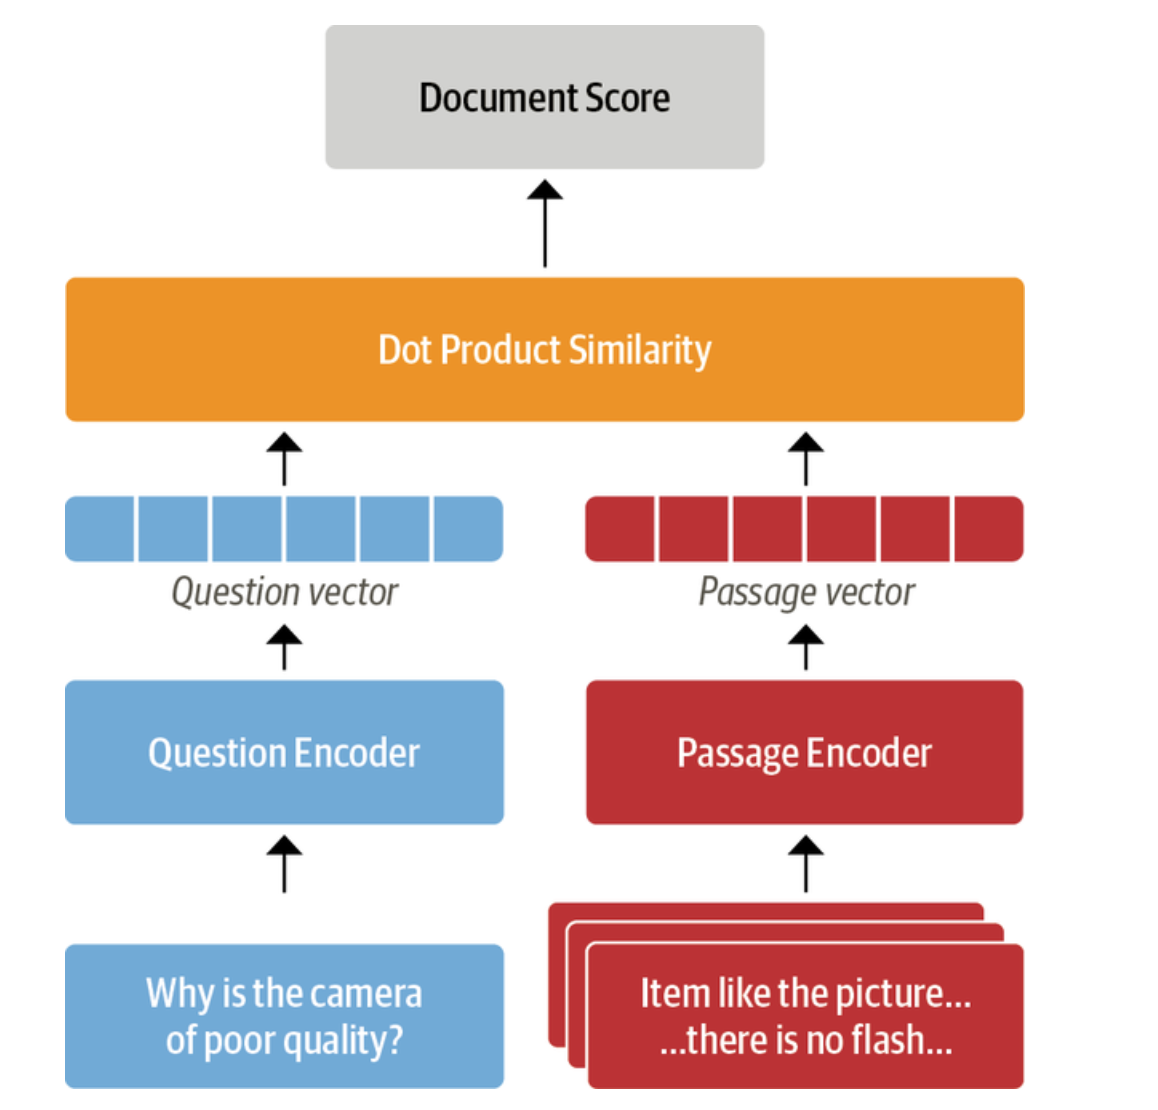 Document Score
Dot Product Similarity
Question vector
Passage vector
Question Encoder
Passage Encoder
Why is the camera
of poor quality?
Item like the picture...
...there is no flash...